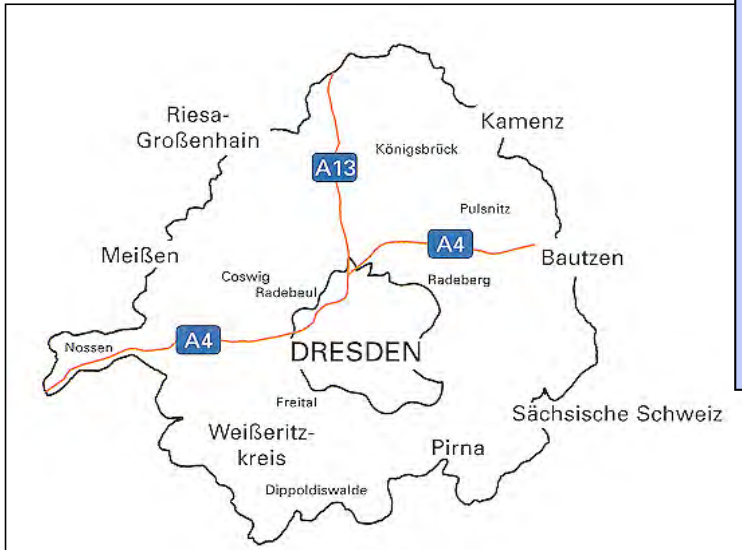 Riesa-
Großenhain
Kamenz
Königsbrück
A13
Pulsnitz
Meißen
A4
Bautzen
Coswig
Radebeul
Radeberg
Nossen
A4
DRESDEN
Freital
Sächsische Schweiz
Weißeritz-
kreis
Pirna
Dippoldiswalde